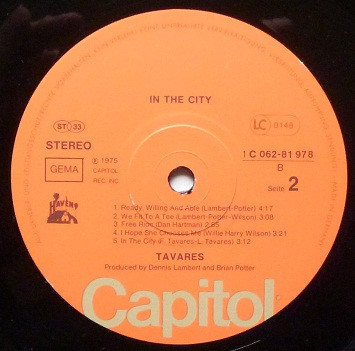 IN THE CITY
ST 33
LC 0148
STEREO
1 C 062-81 978
GEMA
℗ 1975
CAPITOL
REC. INC.
B
Seite 2
HAVEN
1 Ready, Willing And Able (Lambert-Potter) 4:17
2 We Fit To A Tee (Lambert-Potter-Wilson) 3:08
3 Free Ride (Dan Hartman) 2:55
4 I Hope She Chooses Me (Willie Harry Wilson) 3:21
5 In The City (F. Tavares-L. Tavares) 3:12
TAVARES
Produced by Dennis Lambert and Brian Potter
Capitol